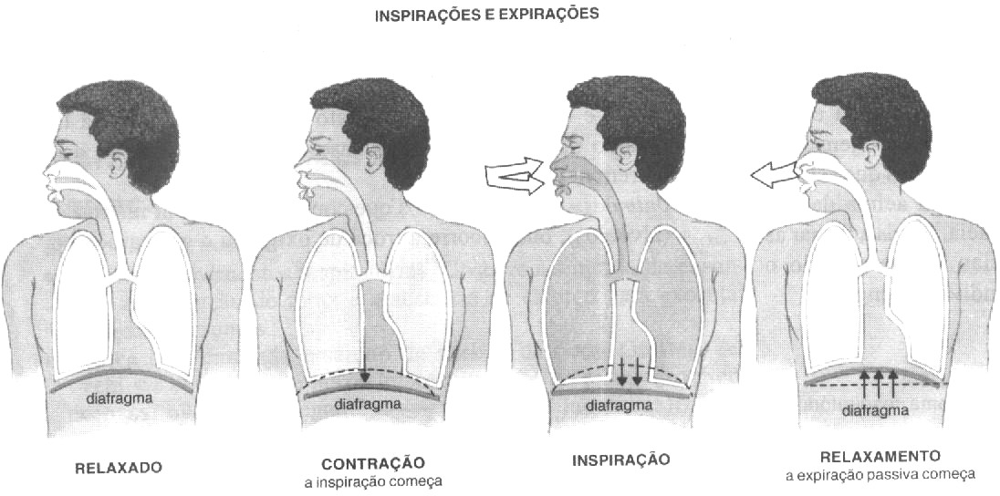 INSPIRAÇÕES E EXPIRAÇÕES
diafragma
diafragma
diafragma
diafragma
RELAXADO
CONTRAÇÃO
a inspiração começa
INSPIRAÇÃO
RELAXAMENTO
a expiração passiva começa